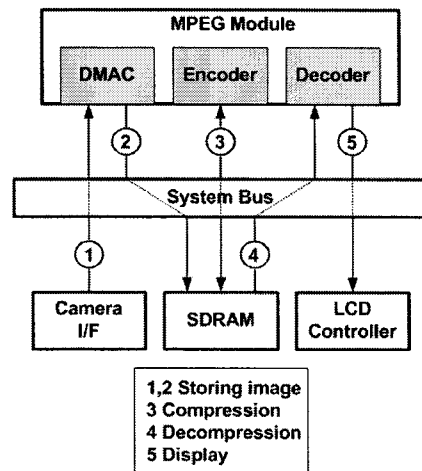 MPEG Module
DMAC
Encoder
Decoder
2
3
5
System Bus
1
4
Camera
I/F
SDRAM
LCD
Controller
1,2 Storing image
3 Compression
4 Decompression
5 Display